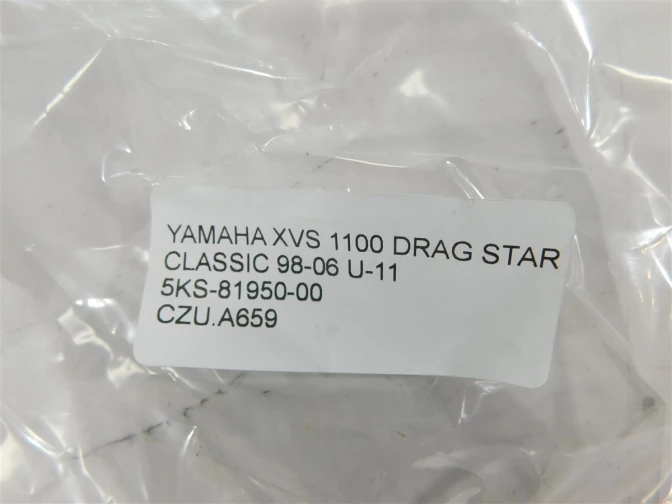 YAMAHA XVS 1100 DRAG STAR
CLASSIC 98-06 U-11
5KS-81950-00
CZU.A659